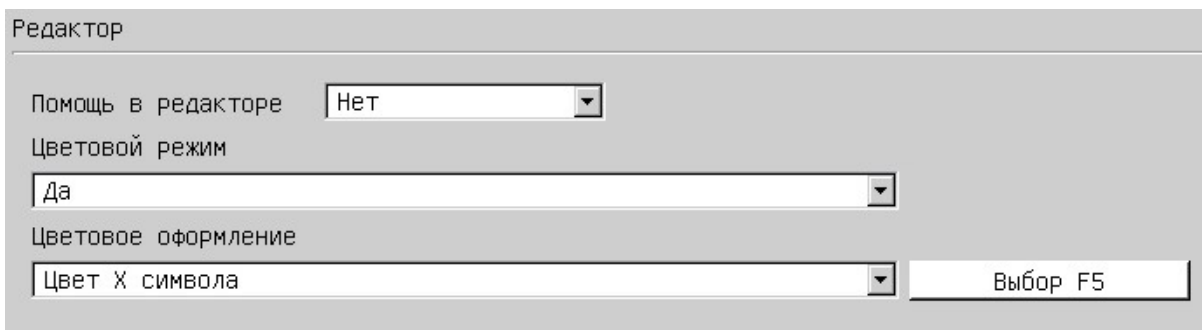 Редактор
Помощь в редакторе Нет
Цветовой режим
Да
Цветовое оформление
Цвет X символа Выбор F5